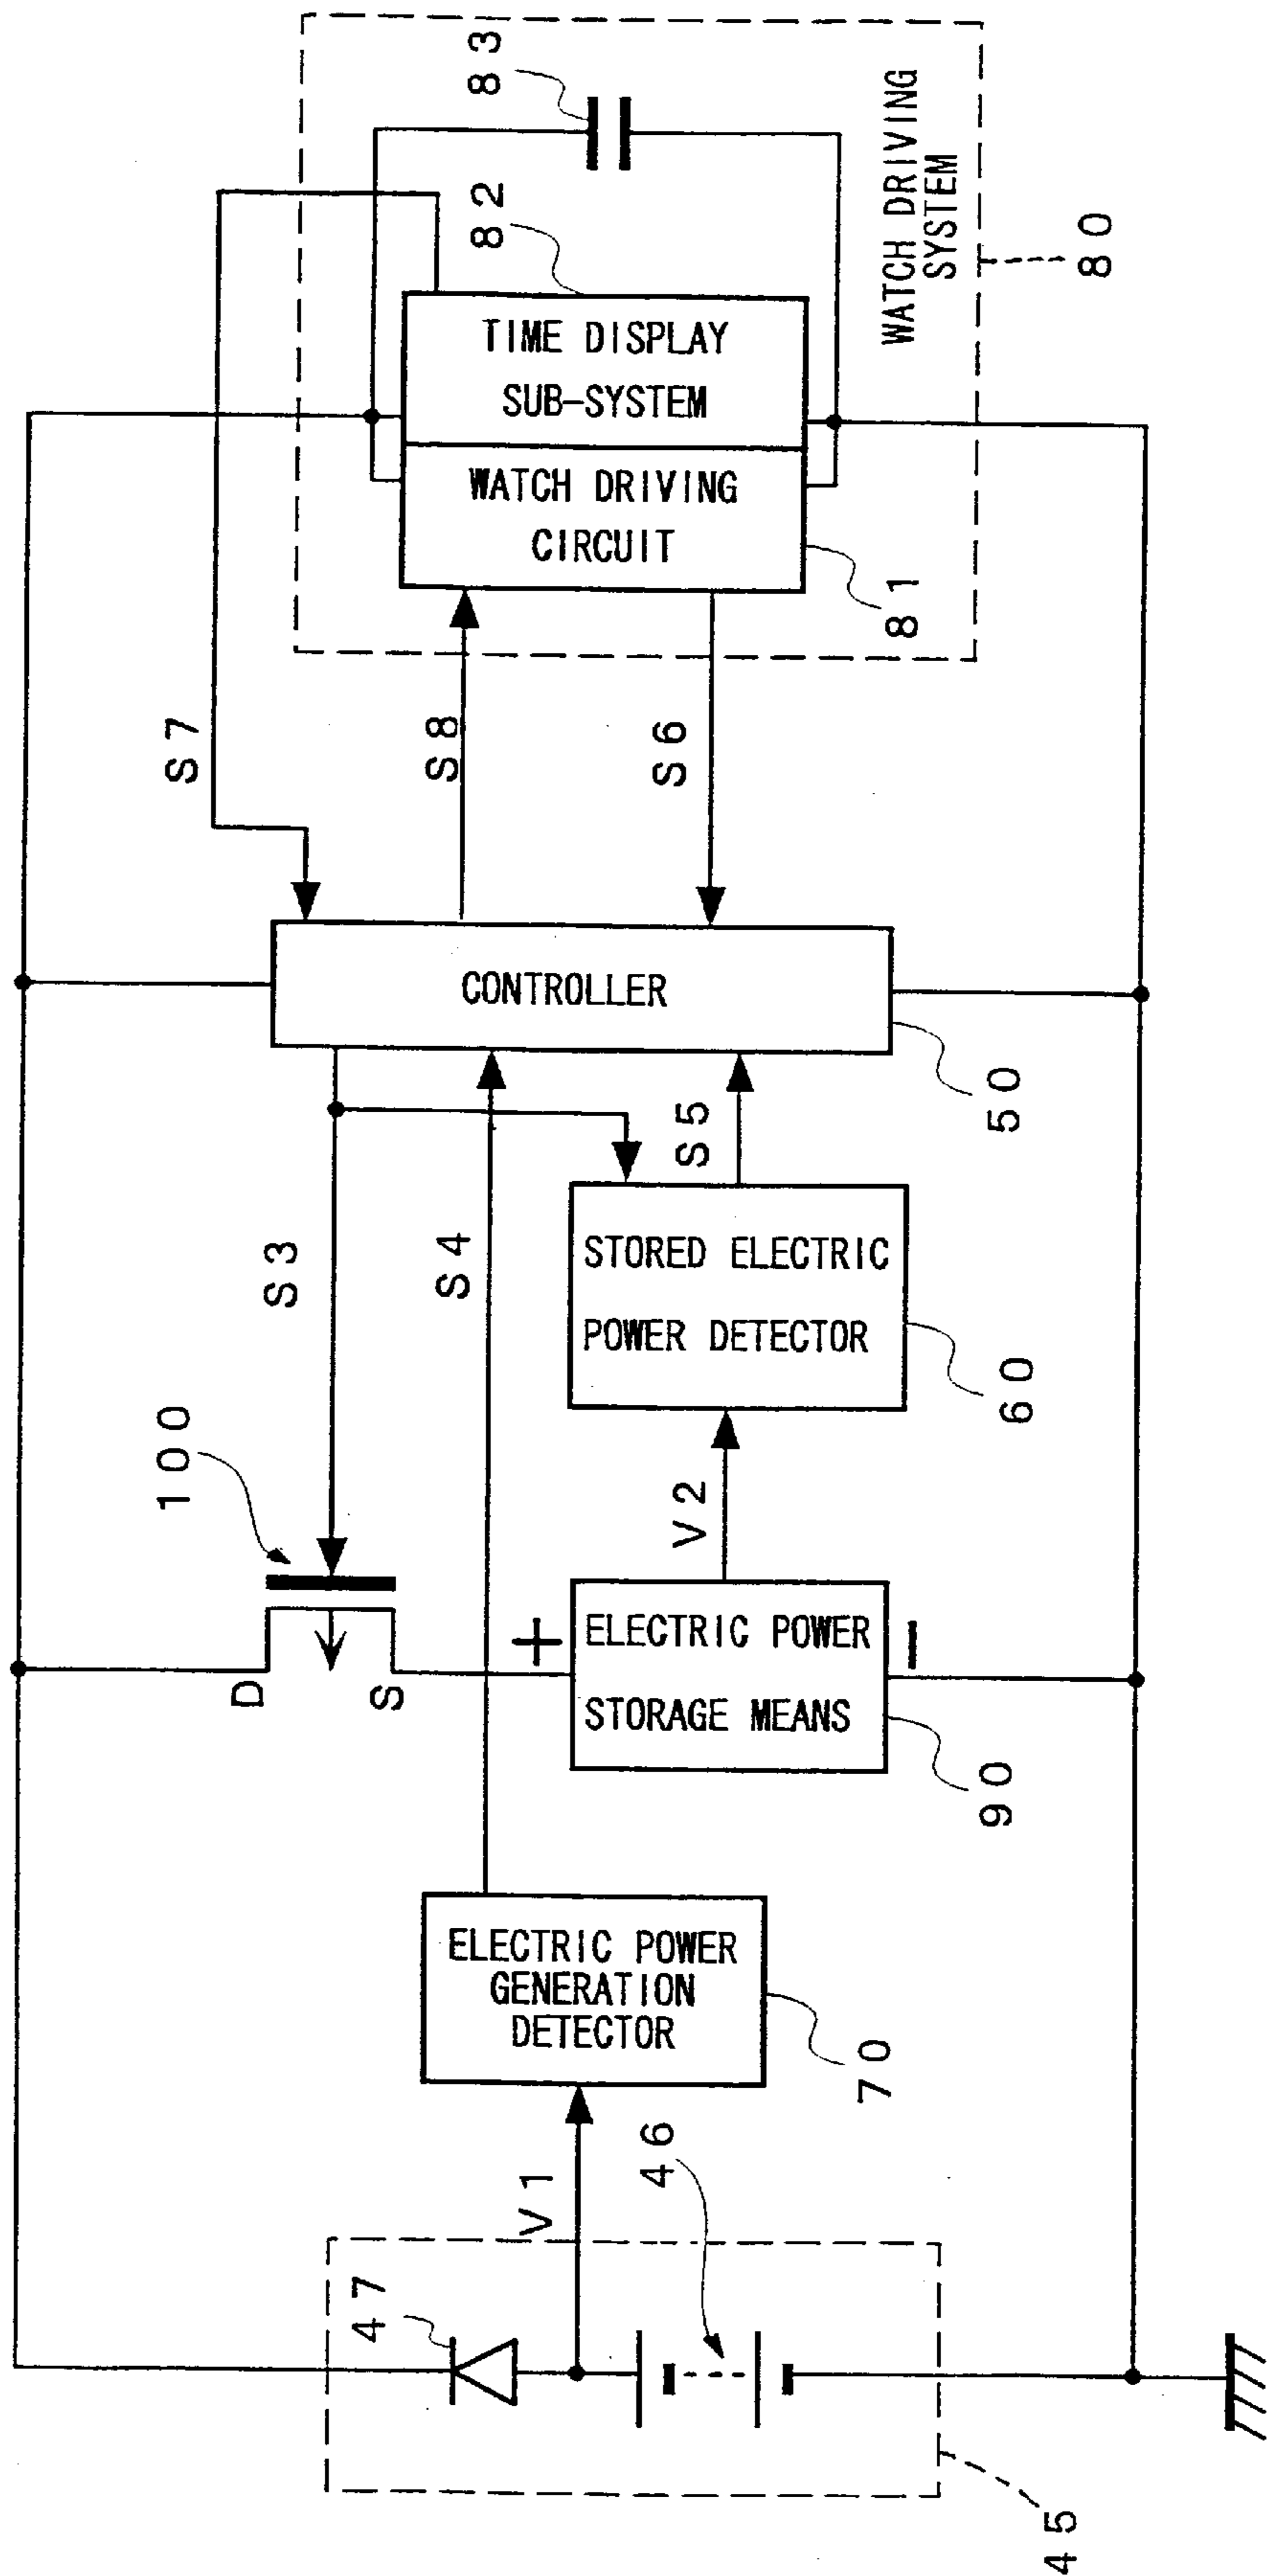 45
47
46
V1
ELECTRIC POWER
GENERATION
DETECTOR
70
100
D
S
+
ELECTRIC POWER
STORAGE MEANS
−
90
V2
S3
S4
STORED ELECTRIC
POWER DETECTOR
60
S5
CONTROLLER
50
S7
S8
S6
WATCH DRIVING
CIRCUIT
81
TIME DISPLAY
SUB-SYSTEM
82
83
WATCH DRIVING
SYSTEM
80